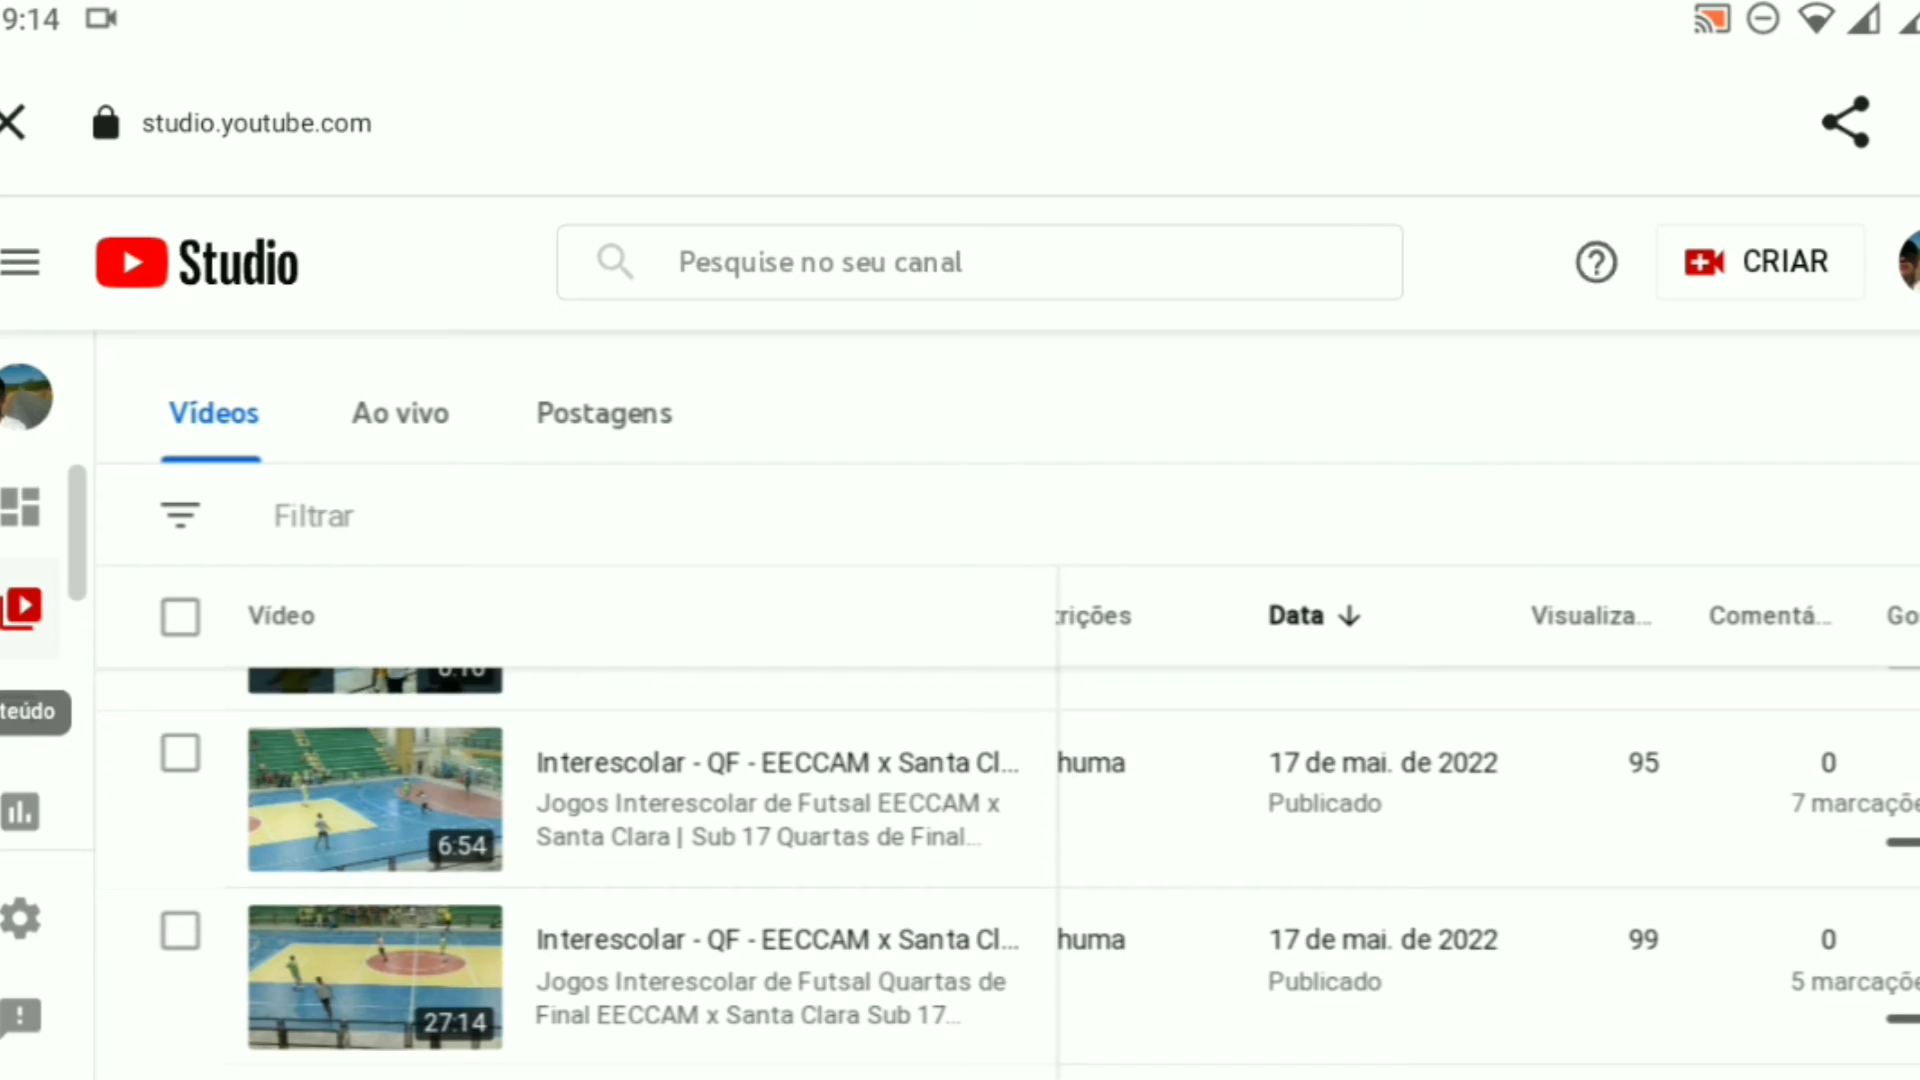 9:14
studio.youtube.com
Studio
Pesquise no seu canal
CRIAR
Vídeos
Ao vivo
Postagens
Filtrar
Vídeo
rições
Data
Visualiza...
Comentá...
Go
teúdo
6:54
Interescolar - QF - EECCAM x Santa Cl...
Jogos Interescolar de Futsal EECCAM x
Santa Clara | Sub 17 Quartas de Final...
huma
17 de mai. de 2022
Publicado
95
0
7 marcaçõe
27:14
Interescolar - QF - EECCAM x Santa Cl...
Jogos Interescolar de Futsal Quartas de
Final EECCAM x Santa Clara Sub 17...
huma
17 de mai. de 2022
Publicado
99
0
5 marcaçõe